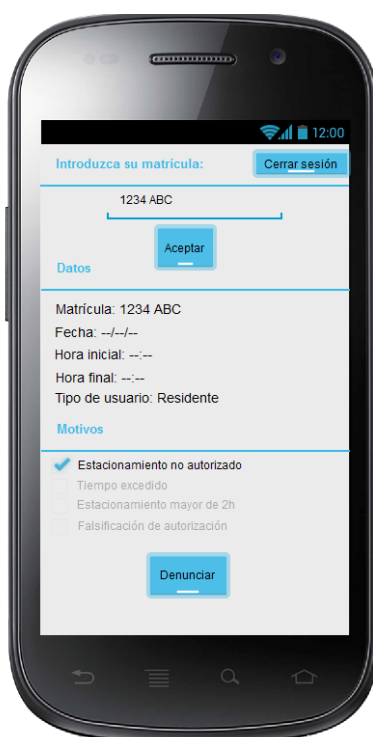 12:00
Introduzca su matrícula: Cerrar sesión
1234 ABC
Aceptar
Datos
Matrícula: 1234 ABC
Fecha: --/--/--
Hora inicial: --:--
Hora final: --:--
Tipo de usuario: Residente
Motivos
Estacionamiento no autorizado
Tiempo excedido
Estacionamiento mayor de 2h
Falsificación de autorización
Denunciar